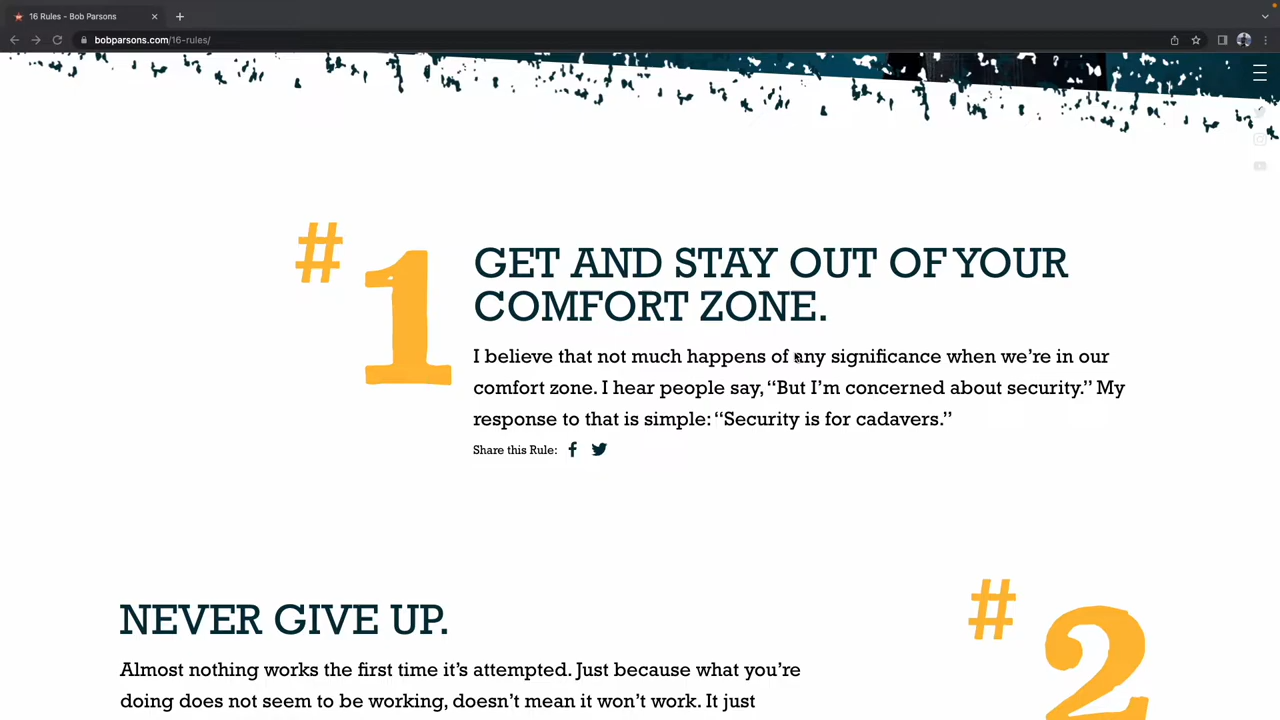 16 Rules - Bob Parsons
bobparsons.com/16-rules/
#1
GET AND STAY OUT OF YOUR
COMFORT ZONE.
I believe that not much happens of any significance when we’re in our
comfort zone. I hear people say, “But I’m concerned about security.” My
response to that is simple: “Security is for cadavers.”
Share this Rule:
#2
NEVER GIVE UP.
Almost nothing works the first time it’s attempted. Just because what you’re
doing does not seem to be working, doesn’t mean it won’t work. It just